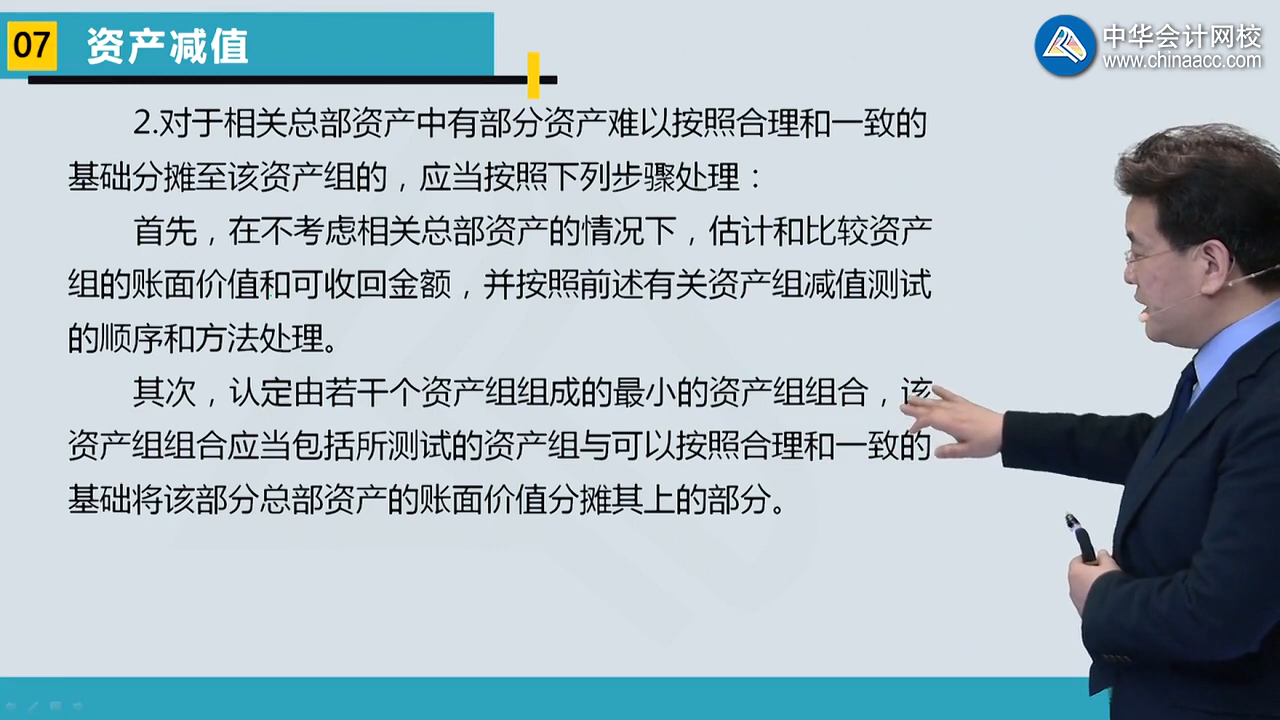 07 资产减值
中华会计网校
www.chinaacc.com
2.对于相关总部资产中有部分资产难以按照合理和一致的
基础分摊至该资产组的，应当按照下列步骤处理：
首先，在不考虑相关总部资产的情况下，估计和比较资产
组的账面价值和可收回金额，并按照前述有关资产组减值测试
的顺序和方法处理。
其次，认定由若干个资产组组成的最小的资产组组合，该
资产组组合应当包括所测试的资产组与可以按照合理和一致的
基础将该部分总部资产的账面价值分摊其上的部分。